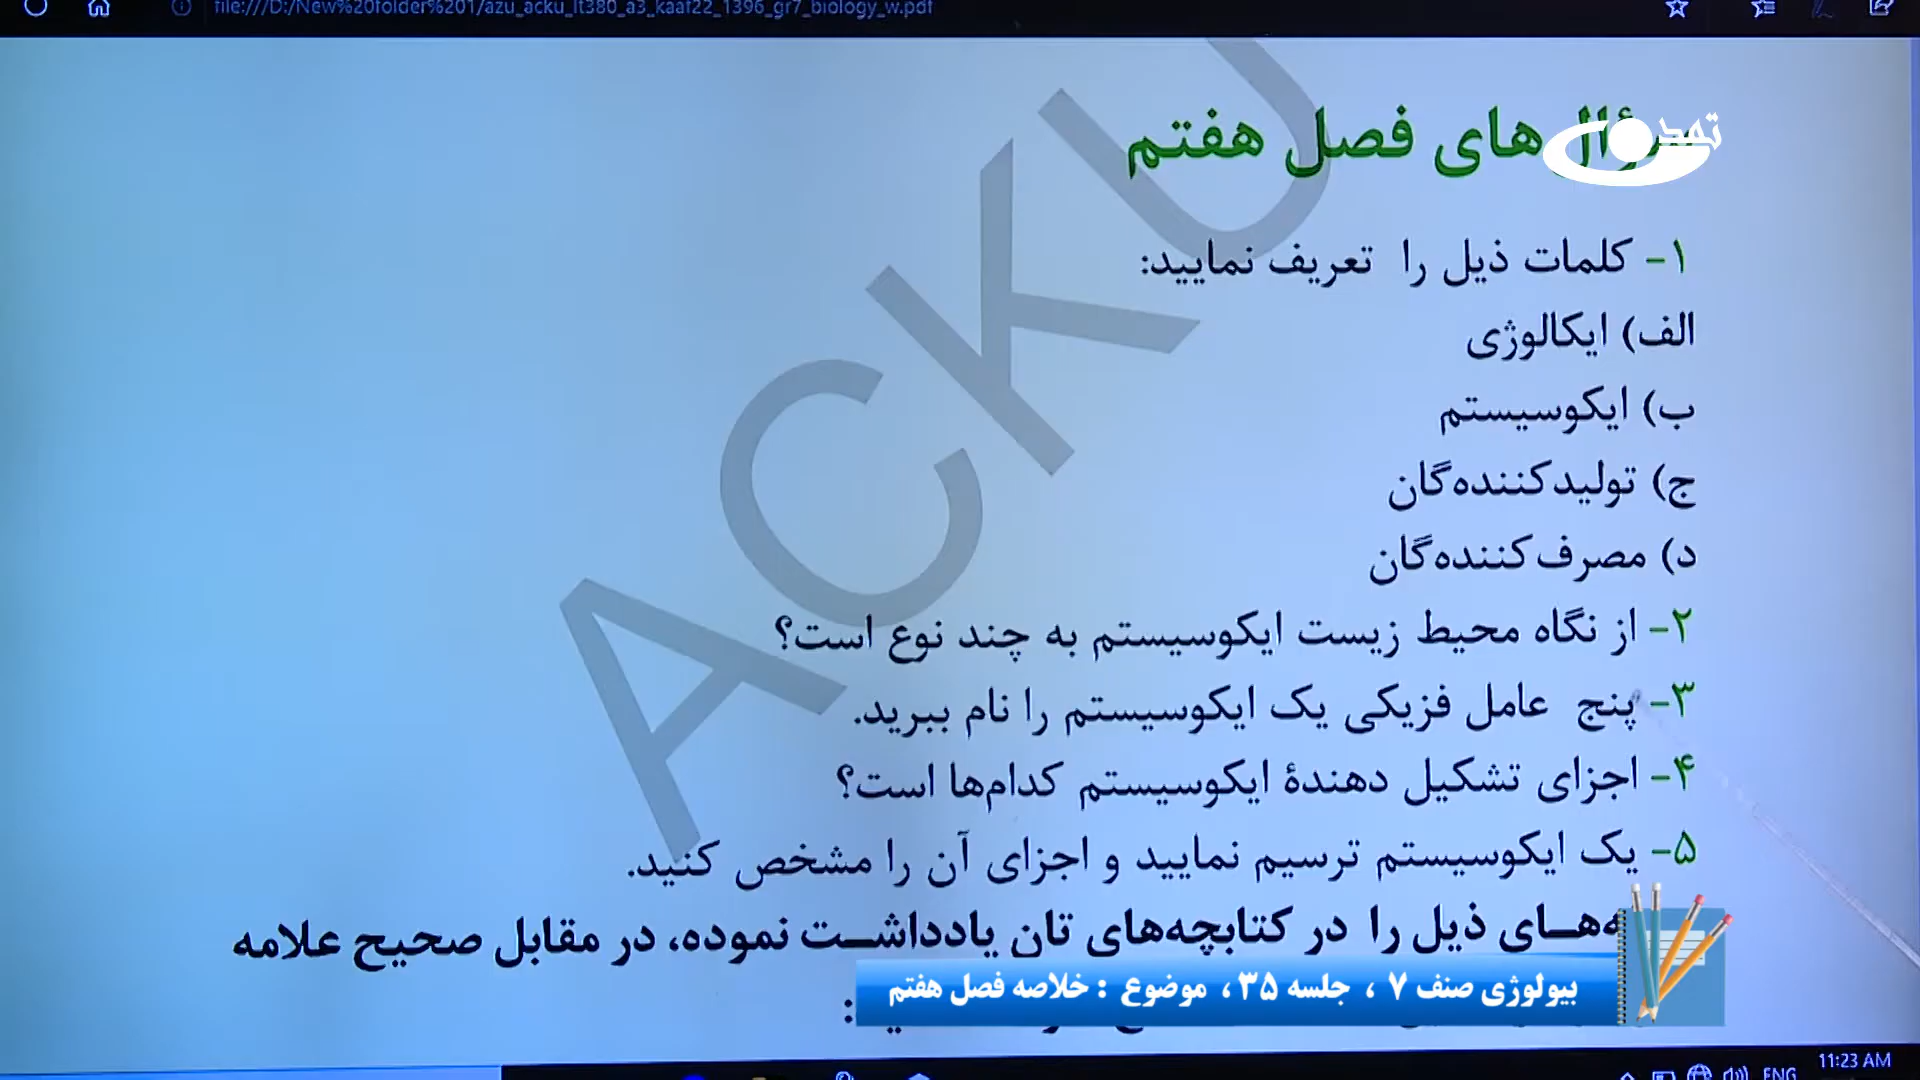 file:///D:/New%20folder%201/azu_acku_lt380_a3_kaaf22_1396_gr7_biology_w.pdf
تمدن
سؤال‌های فصل هفتم
۱- کلمات ذیل را تعریف نمایید:
الف) ایکالوژی
ب) ایکوسیستم
ج) تولیدکننده‌گان
د) مصرف‌کننده‌گان
۲- از نگاه محیط زیست ایکوسیستم به چند نوع است؟
۳- پنج عامل فزیکی یک ایکوسیستم را نام ببرید.
۴- اجزای تشکیل دهندۀ ایکوسیستم کدام‌ها است؟
۵- یک ایکوسیستم ترسیم نمایید و اجزای آن را مشخص کنید.
ذیل را در کتابچه‌های تان یادداشت نموده، در مقابل صحیح علامه
بیولوژی صنف ۷ ، جلسه ۳۵ ، موضوع : خلاصه فصل هفتم
ACKU
ENG
11:23 AM